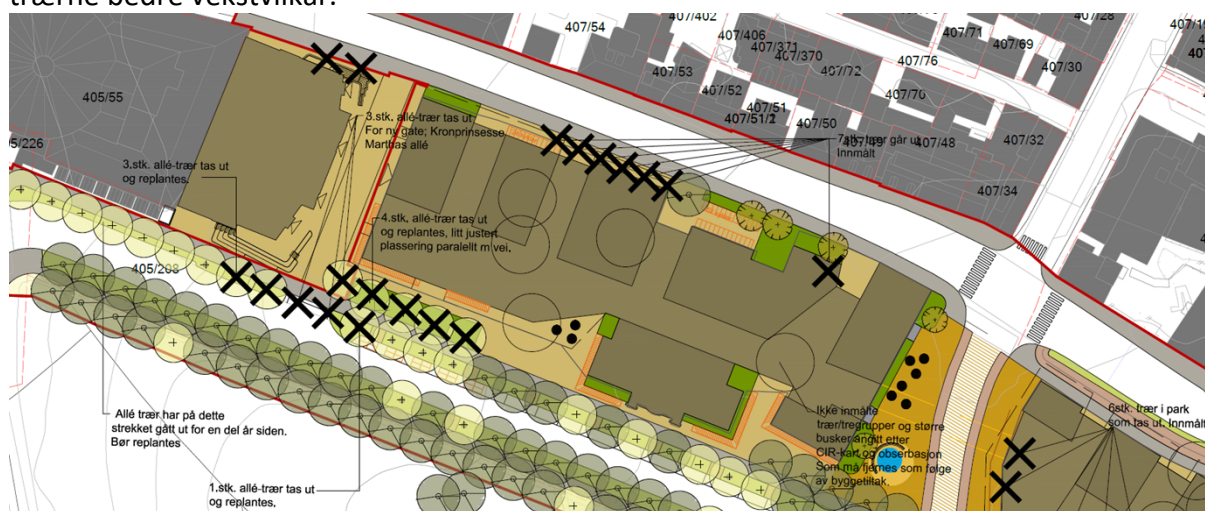 trærne bedre vekstvilkår.
407/54
407/402
407/406
407/371
407/370
407/72
407/76
407/71
407/69
407/28
407/30
407/53
407/52
407/51
407/51/2
407/50
407/70
407/49
407/48
407/32
407/34
405/55
405/208
3.stk. allé-trær tas ut
For ny gate; Kronprinsesse
Marthas allé
7stk. trær går ut
Innmålt
3.stk. allé-trær tas ut
og replantes.
4.stk. allé-trær tas ut
og replantes, litt justert
plassering paralellt m vei.
Allé trær har på dette
strekket gått ut for en del år siden.
Bør replantes
1.stk. allé-trær tas ut
og replantes.
Ikke inmålte
trær/tregrupper og større
busker angitt etter
CIR-kart og obserbasjon
Som må fjernes som følge
av byggetiltak.
6stk. trær i park
som tas ut. Innmålt